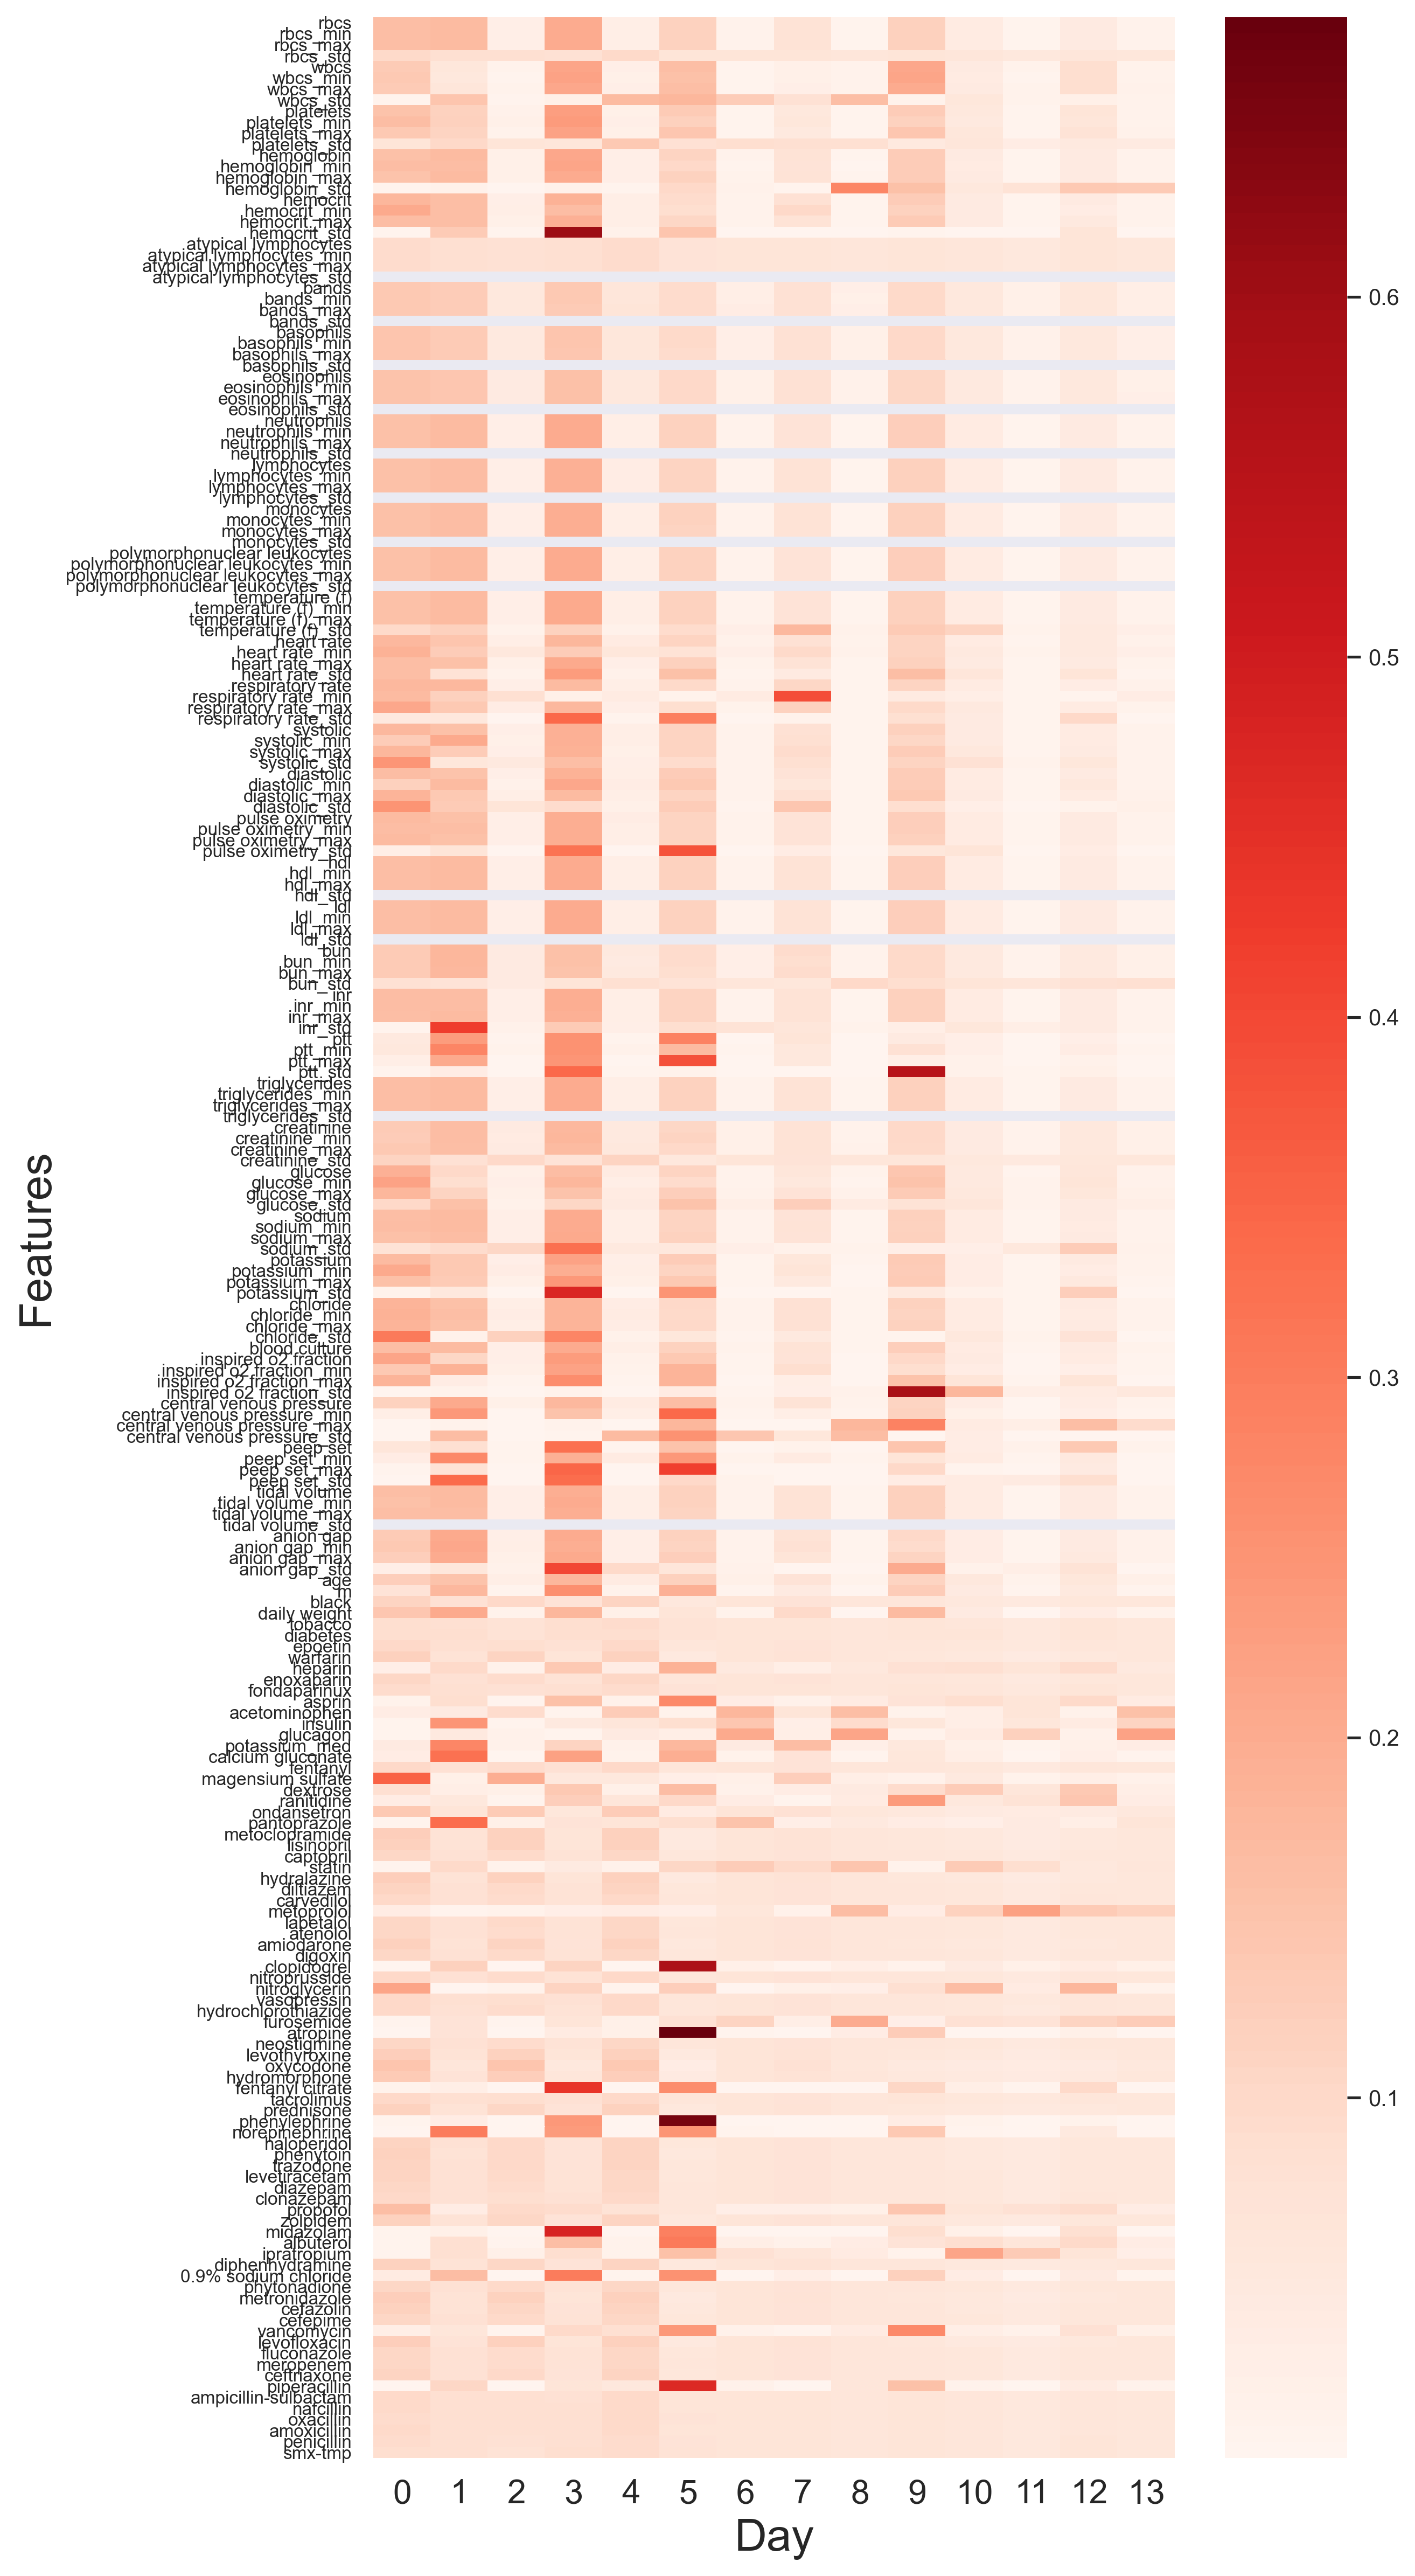 rbcs
rbcs_min
rbcs_max
rbcs_std
wbcs
wbcs_min
wbcs_max
wbcs_std
platelets
platelets_min
platelets_max
platelets_std
hemoglobin
hemoglobin_min
hemoglobin_max
hemoglobin_std
hemocrit
hemocrit_min
hemocrit_max
hemocrit_std
atypical lymphocytes
atypical lymphocytes_min
atypical lymphocytes_max
atypical lymphocytes_std
bands
bands_min
bands_max
bands_std
basophils
basophils_min
basophils_max
basophils_std
eosinophils
eosinophils_min
eosinophils_max
eosinophils_std
neutrophils
neutrophils_min
neutrophils_max
neutrophils_std
lymphocytes
lymphocytes_min
lymphocytes_max
lymphocytes_std
monocytes
monocytes_min
monocytes_max
monocytes_std
polymorphonuclear leukocytes
polymorphonuclear leukocytes_min
polymorphonuclear leukocytes_max
polymorphonuclear leukocytes_std
temperature (f)
temperature (f)_min
temperature (f)_max
temperature (f)_std
heart rate
heart rate_min
heart rate_max
heart rate_std
respiratory rate
respiratory rate_min
respiratory rate_max
respiratory rate_std
systolic
systolic_min
systolic_max
systolic_std
diastolic
diastolic_min
diastolic_max
diastolic_std
pulse oximetry
pulse oximetry_min
pulse oximetry_max
pulse oximetry_std
hdl
hdl_min
hdl_max
hdl_std
ldl
ldl_min
ldl_max
ldl_std
bun
bun_min
bun_max
bun_std
inr
inr_min
inr_max
inr_std
ptt
ptt_min
ptt_max
ptt_std
triglycerides
triglycerides_min
triglycerides_max
triglycerides_std
creatinine
creatinine_min
creatinine_max
creatinine_std
glucose
glucose_min
glucose_max
glucose_std
sodium
sodium_min
sodium_max
sodium_std
potassium
potassium_min
potassium_max
potassium_std
chloride
chloride_min
chloride_max
chloride_std
blood culture
inspired o2 fraction
inspired o2 fraction_min
inspired o2 fraction_max
inspired o2 fraction_std
central venous pressure
central venous pressure_min
central venous pressure_max
central venous pressure_std
peep set
peep set_min
peep set_max
peep set_std
tidal volume
tidal volume_min
tidal volume_max
tidal volume_std
anion gap
anion gap_min
anion gap_max
anion gap_std
age
m
black
daily weight
tobacco
diabetes
epoetin
warfarin
heparin
enoxaparin
fondaparinux
asprin
acetominophen
insulin
glucagon
potassium_med
calcium gluconate
fentanyl
magensium sulfate
dextrose
ranitidine
ondansetron
pantoprazole
metoclopramide
lisinopril
captopril
statin
hydralazine
diltiazem
carvedilol
metoprolol
labetalol
atenolol
amiodarone
digoxin
clopidogrel
nitroprusside
nitroglycerin
vasopressin
hydrochlorothiazide
furosemide
atropine
neostigmine
levothyroxine
oxycodone
hydromorphone
fentanyl citrate
tacrolimus
prednisone
phenylephrine
norepinephrine
haloperidol
phenytoin
trazodone
levetiracetam
diazepam
clonazepam
propofol
zolpidem
midazolam
albuterol
ipratropium
diphenhydramine
0.9% sodium chloride
phytonadione
metronidazole
cefazolin
cefepime
vancomycin
levofloxacin
fluconazole
meropenem
ceftriaxone
piperacillin
ampicillin-sulbactam
nafcillin
oxacillin
amoxicillin
penicillin
smx-tmp
Features
0 1 2 3 4 5 6 7 8 9 10 11 12 13
Day
0.6
0.5
0.4
0.3
0.2
0.1